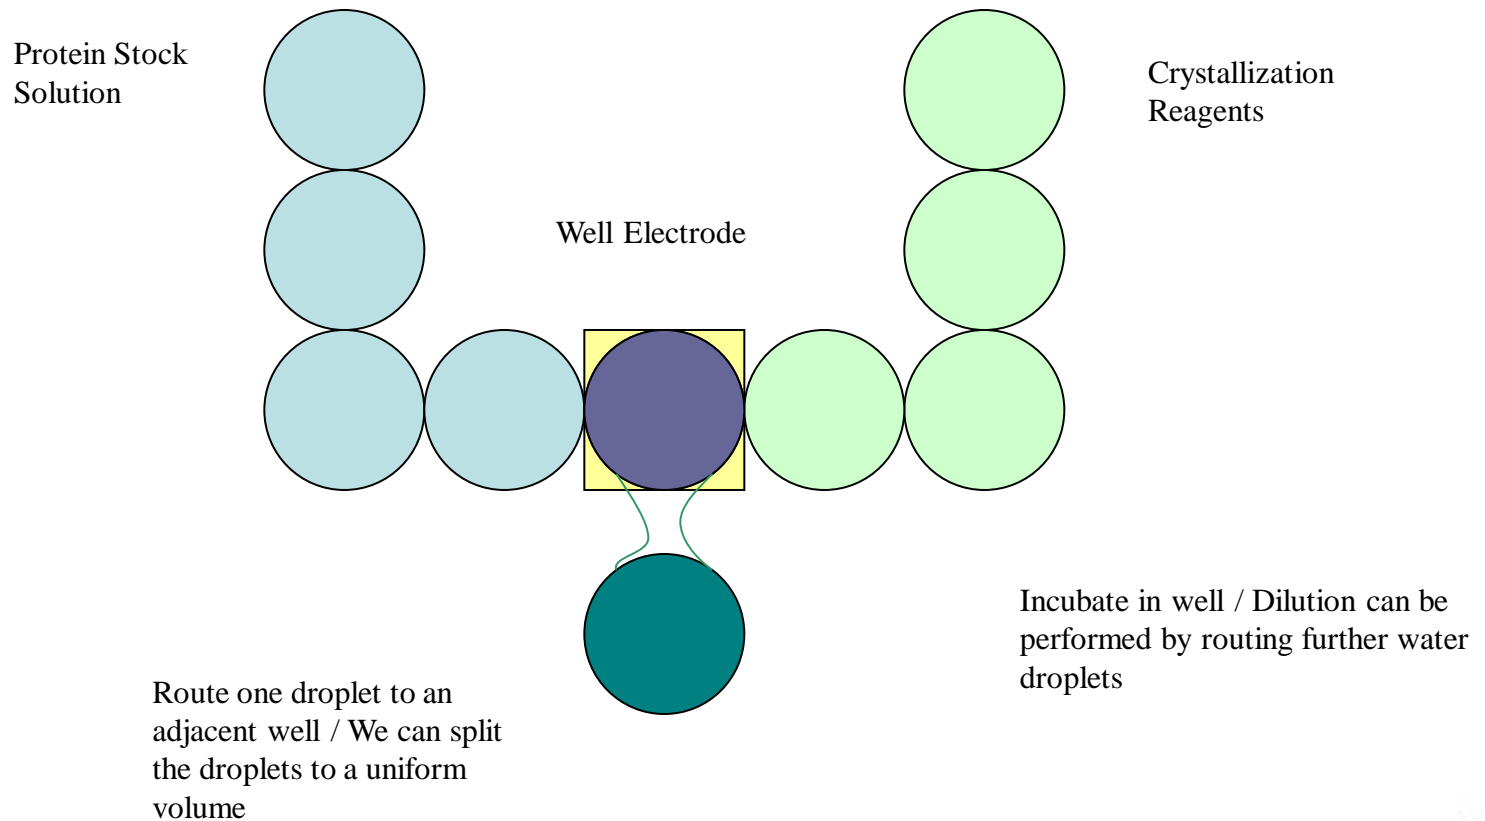 Protein Stock
Solution
Crystallization
Reagents
Well Electrode
Incubate in well / Dilution can be
performed by routing further water
droplets
Route one droplet to an
adjacent well / We can split
the droplets to a uniform
volume